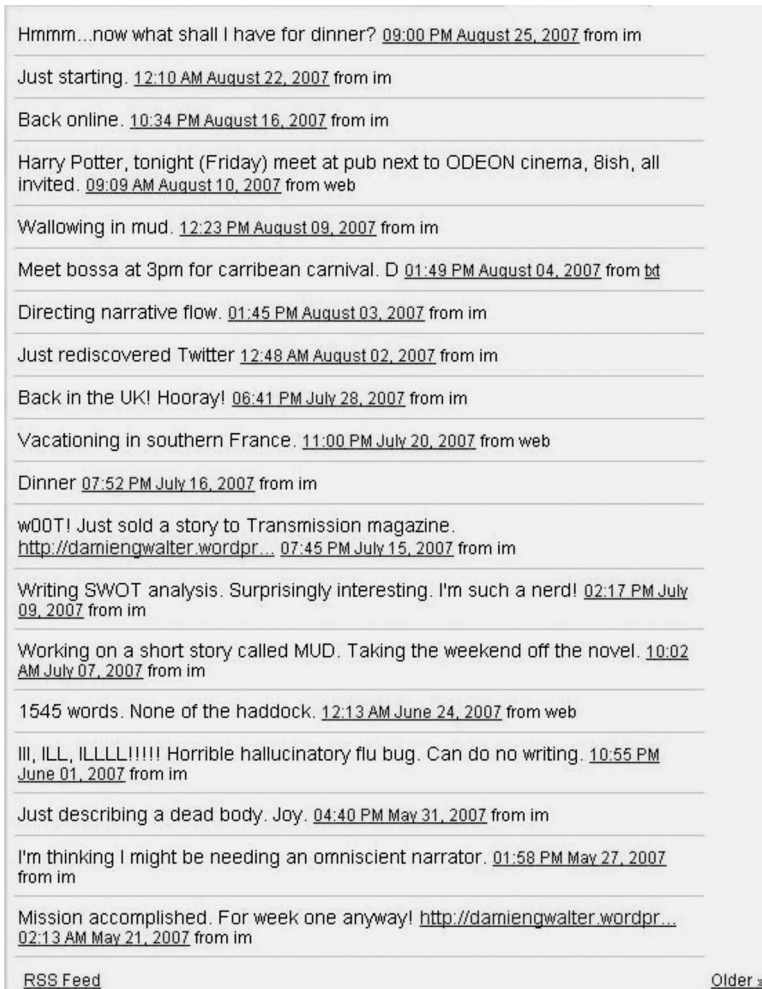 Hmmm...now what shall I have for dinner? 09:00 PM August 25, 2007 from im
Just starting. 12:10 AM August 22, 2007 from im
Back online. 10:34 PM August 16, 2007 from im
Harry Potter, tonight (Friday) meet at pub next to ODEON cinema, 8ish, all
invited. 09:09 AM August 10, 2007 from web
Wallowing in mud. 12:23 PM August 09, 2007 from im
Meet bossa at 3pm for carribean carnival. D 01:49 PM August 04, 2007 from txt
Directing narrative flow. 01:45 PM August 03, 2007 from im
Just rediscovered Twitter 12:48 AM August 02, 2007 from im
Back in the UK! Hooray! 06:41 PM July 28, 2007 from im
Vacationing in southern France. 11:00 PM July 20, 2007 from web
Dinner 07:52 PM July 16, 2007 from im
w00T! Just sold a story to Transmission magazine.
http://damiengwalter.wordpr... 07:45 PM July 15, 2007 from im
Writing SWOT analysis. Surprisingly interesting. I'm such a nerd! 02:17 PM July
09, 2007 from im
Working on a short story called MUD. Taking the weekend off the novel. 10:02
AM July 07, 2007 from im
1545 words. None of the haddock. 12:13 AM June 24, 2007 from web
Ill, ILL, ILLLL!!!!! Horrible hallucinatory flu bug. Can do no writing. 10:55 PM
June 01, 2007 from im
Just describing a dead body. Joy. 04:40 PM May 31, 2007 from im
I'm thinking I might be needing an omniscient narrator. 01:58 PM May 27, 2007
from im
Mission accomplished. For week one anyway! http://damiengwalter.wordpr...
02:13 AM May 21, 2007 from im
RSS Feed Older »